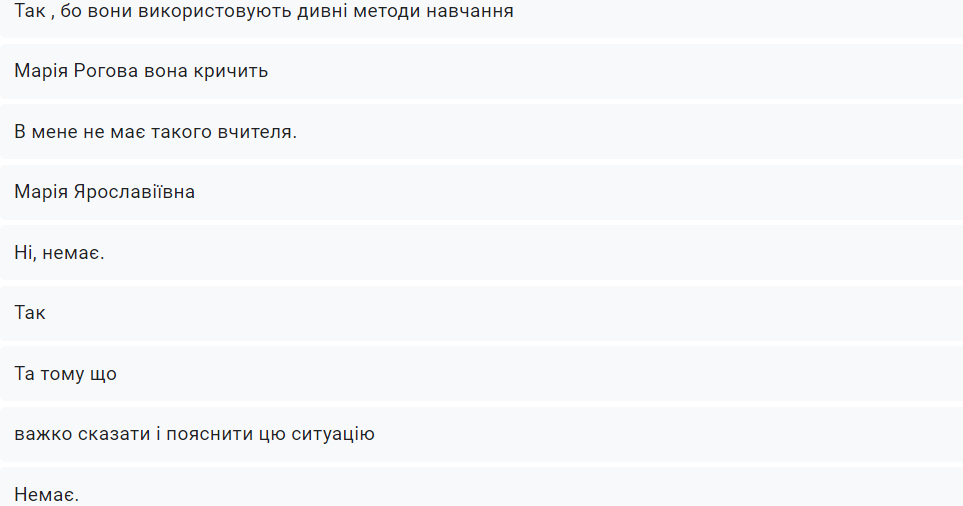 Так , бо вони використовують дивні методи навчання
Марія Рогова вона кричить
В мене не має такого вчителя.
Марія Ярославіївна
Ні, немає.
Так
Та тому що
важко сказати і пояснити цю ситуацію
Немає.